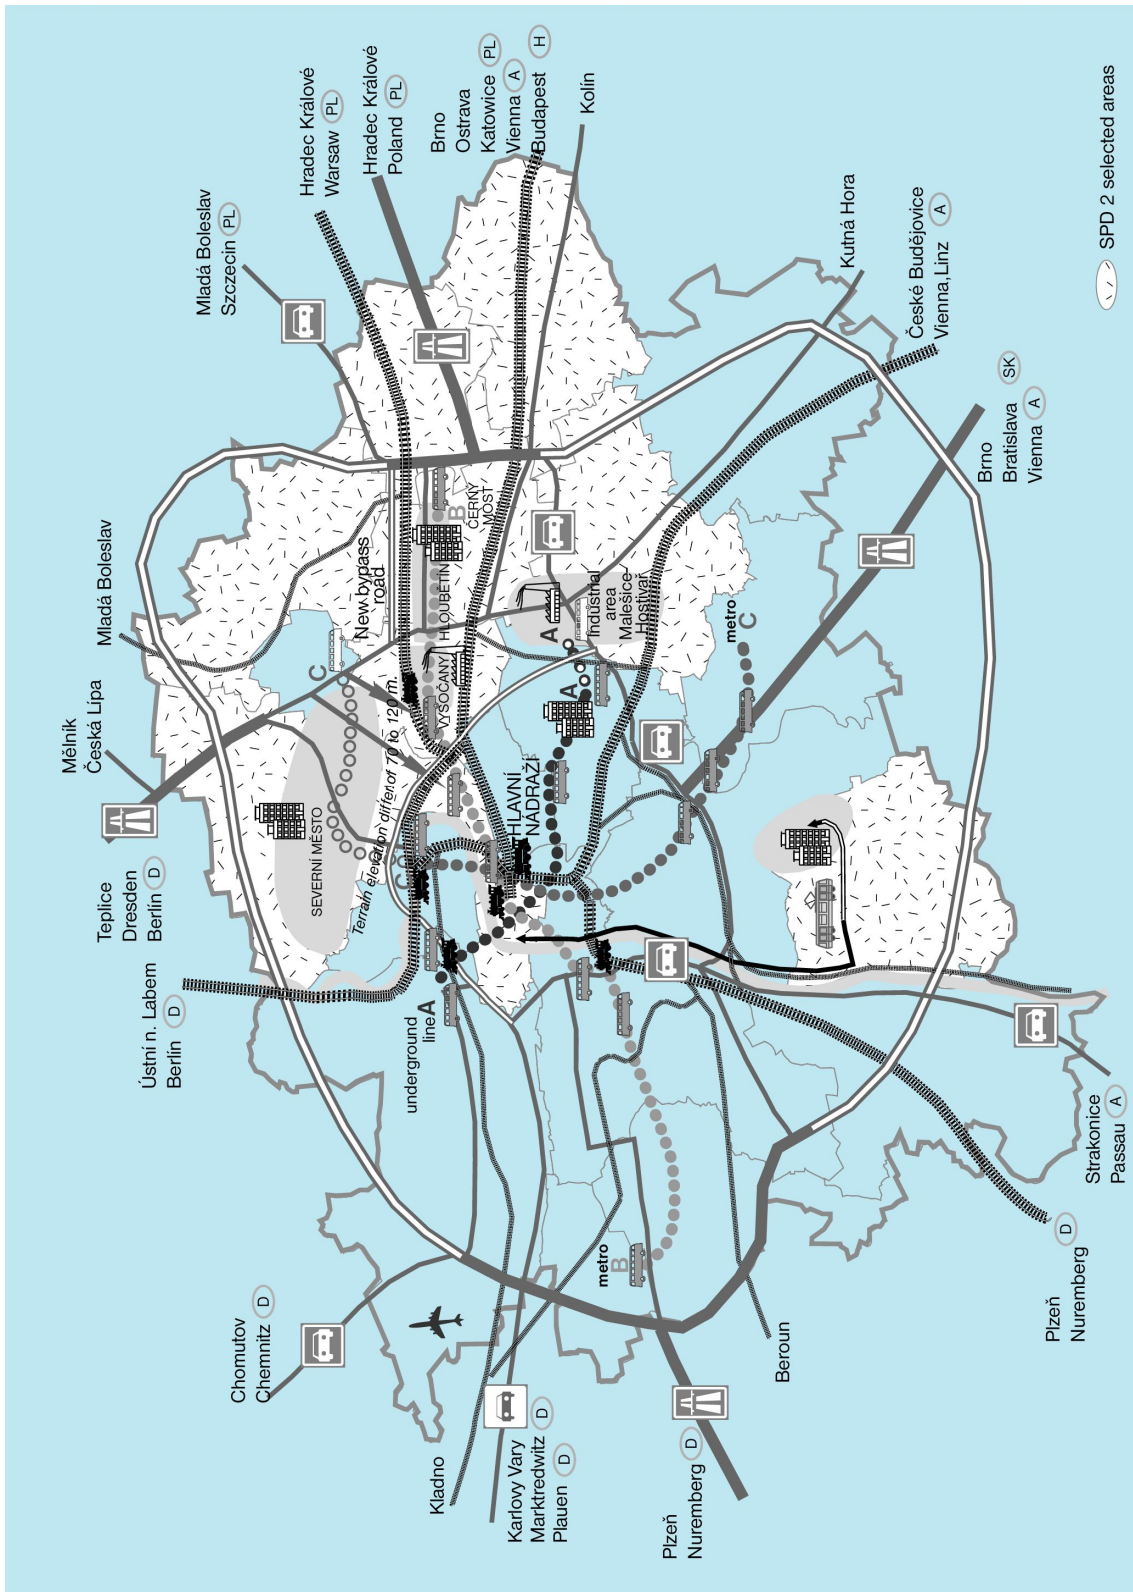 Hradec Králové
Warsaw PL
Hradec Králové
Poland PL
Brno
Ostrava
Katowice PL
Vienna A
Budapest H
Kolín
Mladá Boleslav
Szczecin PL
Kutná Hora
České Budějovice
Vienna, Linz A
SPD 2 selected areas
Brno
Bratislava SK
Vienna A
Mladá Boleslav
Mělník
Česká Lípa
Teplice
Dresden
Berlin D
Ústní n. Labem
Berlin D
New bypass
road
B
ČERNÝ
MOST
HLOUBĚTÍN
VYSOČANY
C
A
Industrial
area
Malešice-
Hostivař
A
metro
C
SEVERNÍ MĚSTO
Terrain elevation differ. of 70 to 120 m.
C
HLAVNÍ
NÁDRAŽÍ
underground
line A
metro
B
Chomutov
Chemnitz D
Kladno
Karlovy Vary
Marktredwitz D
Plauen D
Plzeň
Nuremberg D
Beroun
Plzeň
Nuremberg D
Strakonice
Passau A